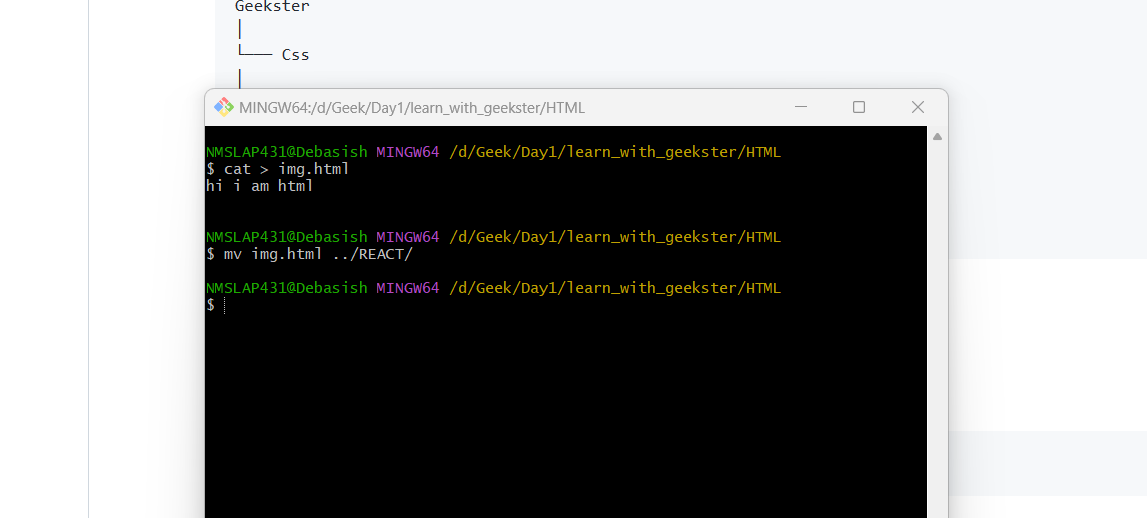 Geekster
│
└── Css
│
MINGW64:/d/Geek/Day1/learn_with_geekster/HTML
NMSLAP431@Debasish MINGW64 /d/Geek/Day1/learn_with_geekster/HTML
$ cat > img.html
hi i am html
NMSLAP431@Debasish MINGW64 /d/Geek/Day1/learn_with_geekster/HTML
$ mv img.html ../REACT/
NMSLAP431@Debasish MINGW64 /d/Geek/Day1/learn_with_geekster/HTML
$